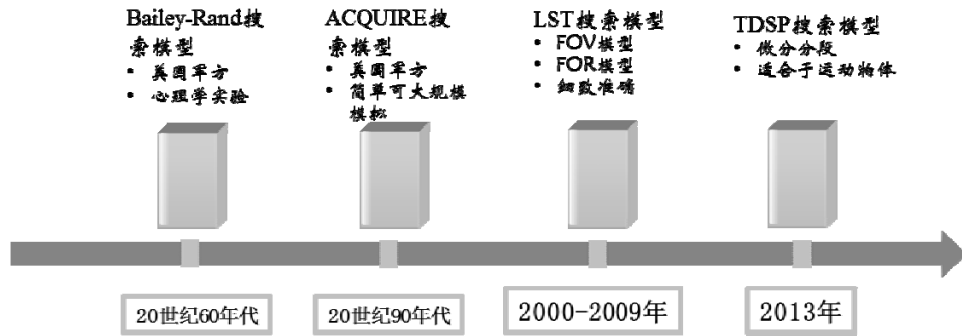 Bailey-Rand搜
索模型
• 美国军方
• 心理学实验
ACQUIRE搜
索模型
• 美国军方
• 简单可大规模
模拟
LST搜索模型
• FOV模型
• FOR模型
• 细致准确
TDSP搜索模型
• 微分分段
• 适合于运动物体
20世纪60年代
20世纪90年代
2000-2009年
2013年